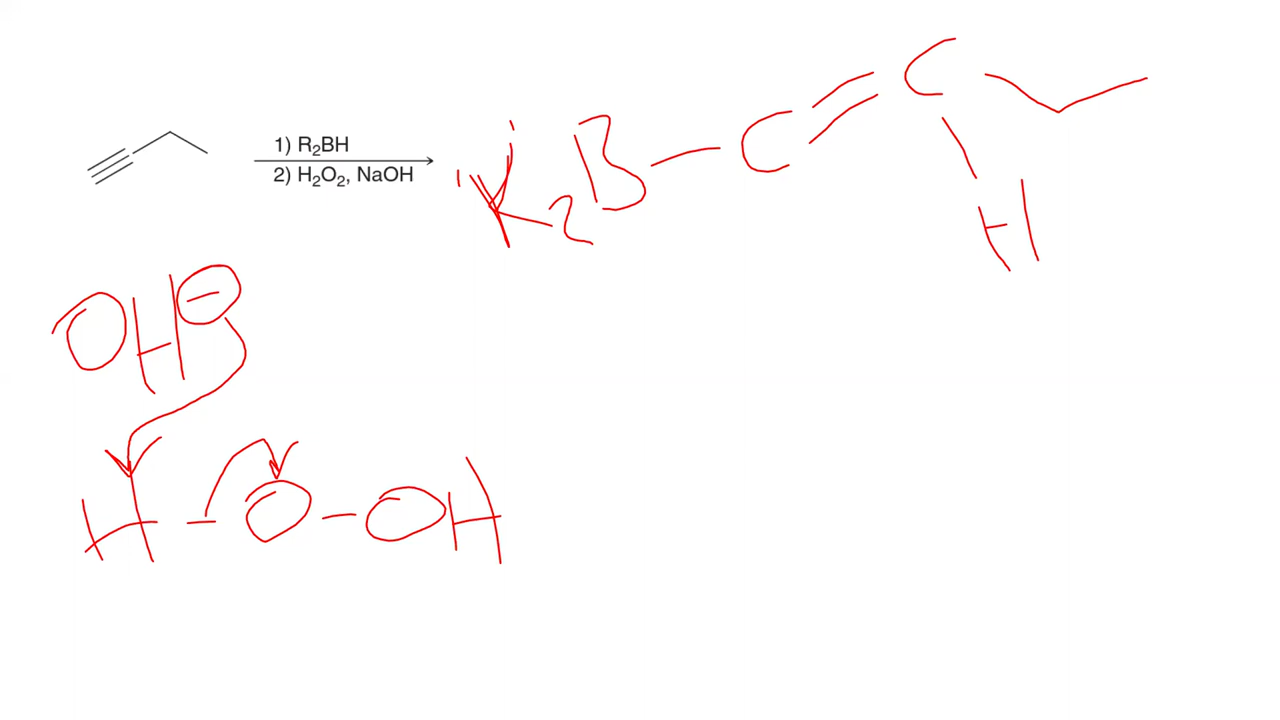 1) R₂BH
2) H₂O₂, NaOH
R₂B-C=C
H
OH⊖
H-O-OH